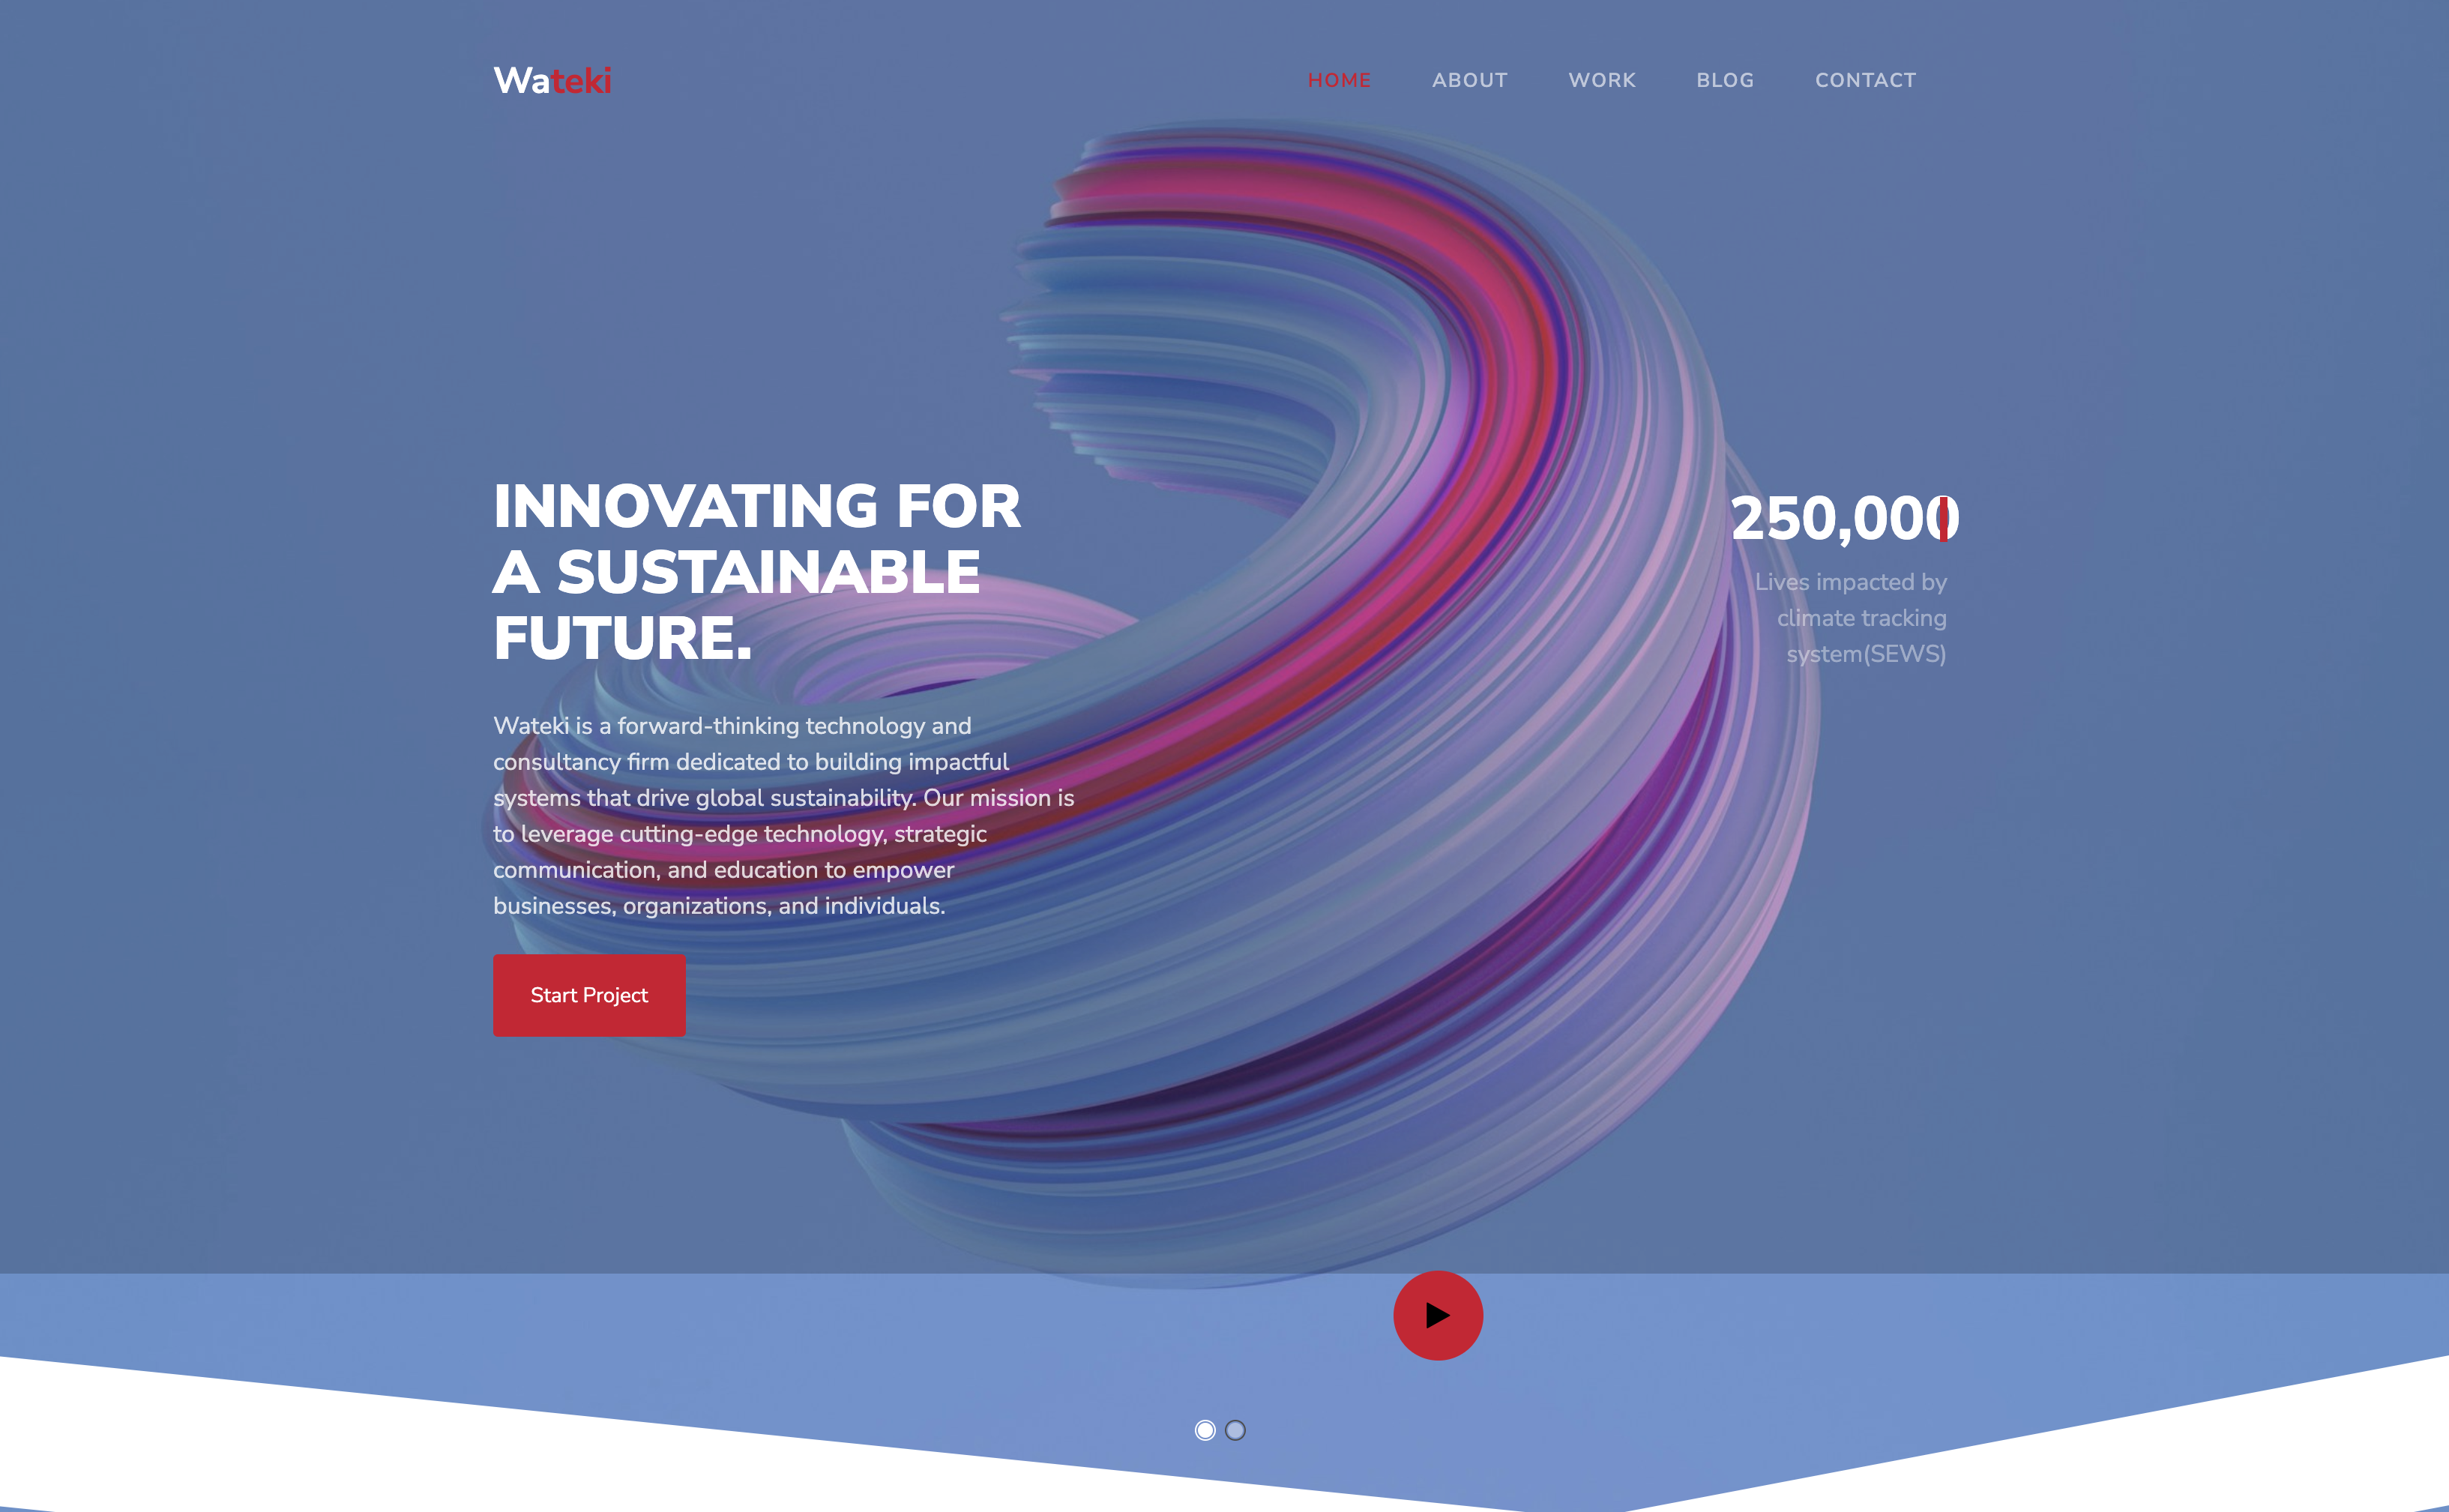 Wateki
HOME ABOUT WORK BLOG CONTACT
INNOVATING FOR
A SUSTAINABLE
FUTURE.
Wateki is a forward-thinking technology and
consultancy firm dedicated to building impactful
systems that drive global sustainability. Our mission is
to leverage cutting-edge technology, strategic
communication, and education to empower
businesses, organizations, and individuals.
Start Project
250,000
Lives impacted by
climate tracking
system(SEWS)